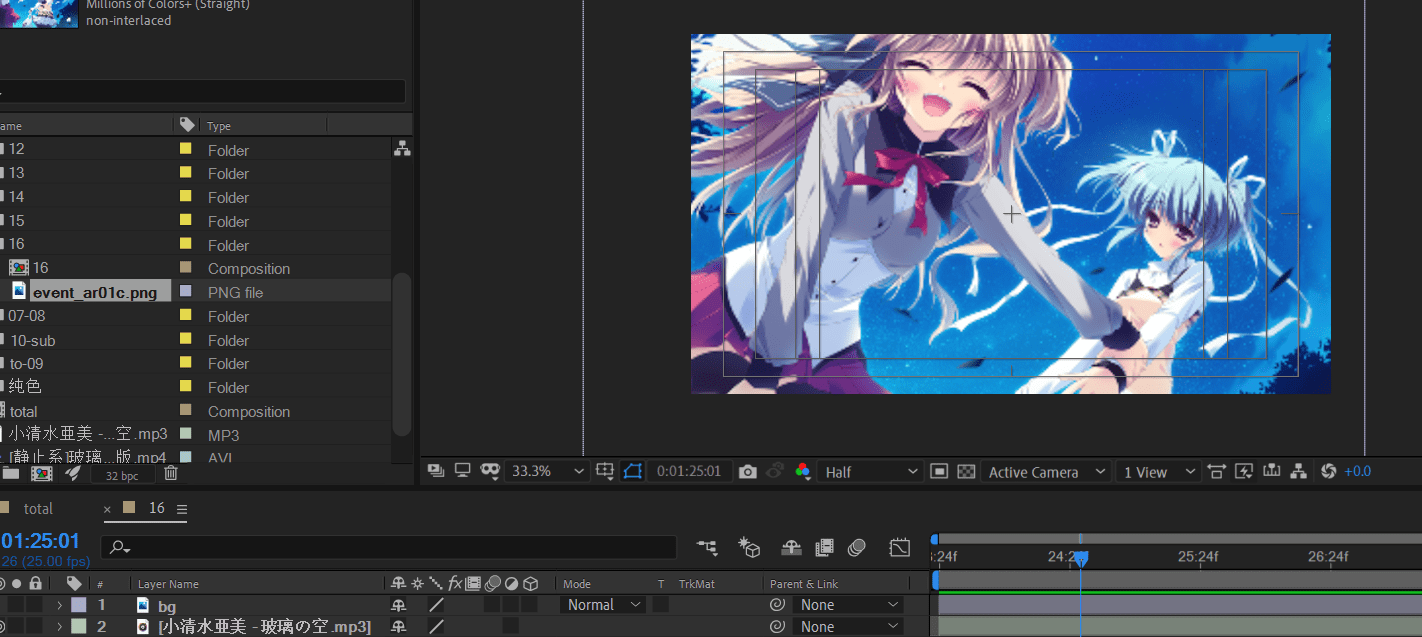 Millions of Colors+ (Straight)
non-interlaced
ame Type
12 Folder
13 Folder
14 Folder
15 Folder
16 Folder
16 Composition
event_ar01c.png PNG file
07-08 Folder
10-sub Folder
to-09 Folder
纯色 Folder
total Composition
小清水亜美 -...空.mp3 MP3
[静止系]玻璃...版.mp4 AVI
32 bpc
33.3% 0:01:25:01 Half Active Camera 1 View +0.0
total × 16
01:25:01
26 (25.00 fps)
:24f 24:2 25:24f 26:24f
# Layer Name fx Mode T TrkMat Parent & Link
1 bg Normal None
2 [小清水亜美 - 玻璃の空.mp3] None